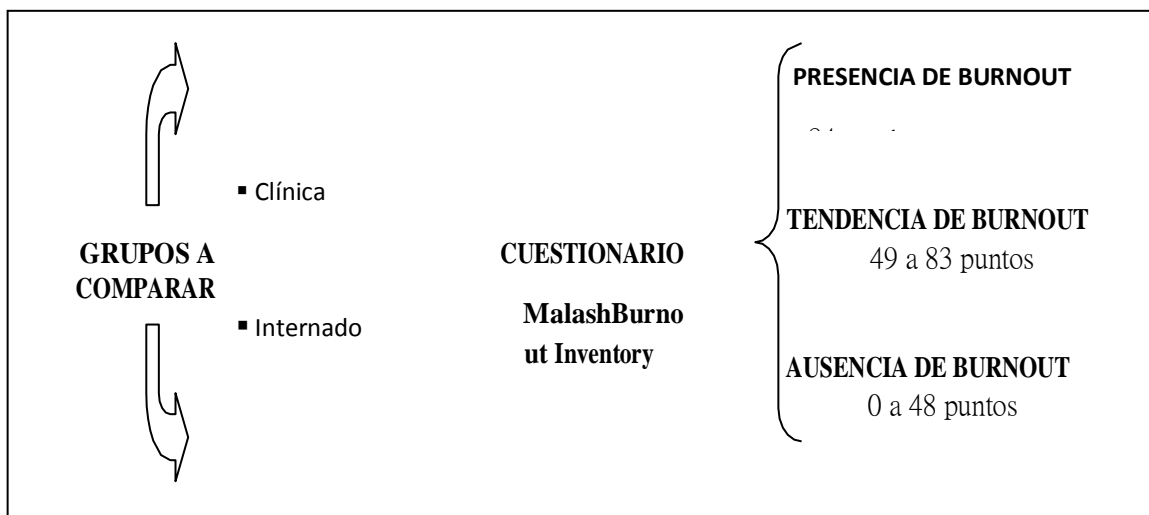 PRESENCIA DE BURNOUT
▪ Clínica
TENDENCIA DE BURNOUT
49 a 83 puntos
GRUPOS A
COMPARAR
CUESTIONARIO
▪ Internado
MalashBurno
ut Inventory
AUSENCIA DE BURNOUT
0 a 48 puntos